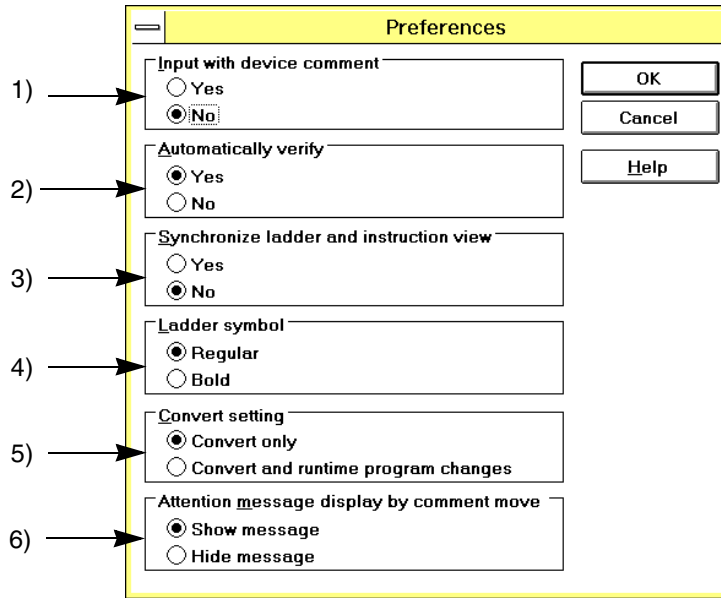 Preferences
1)
Input with device comment
Yes
No
OK
Cancel
Help
2)
Automatically verify
Yes
No
3)
Synchronize ladder and instruction view
Yes
No
4)
Ladder symbol
Regular
Bold
5)
Convert setting
Convert only
Convert and runtime program changes
6)
Attention message display by comment move
Show message
Hide message